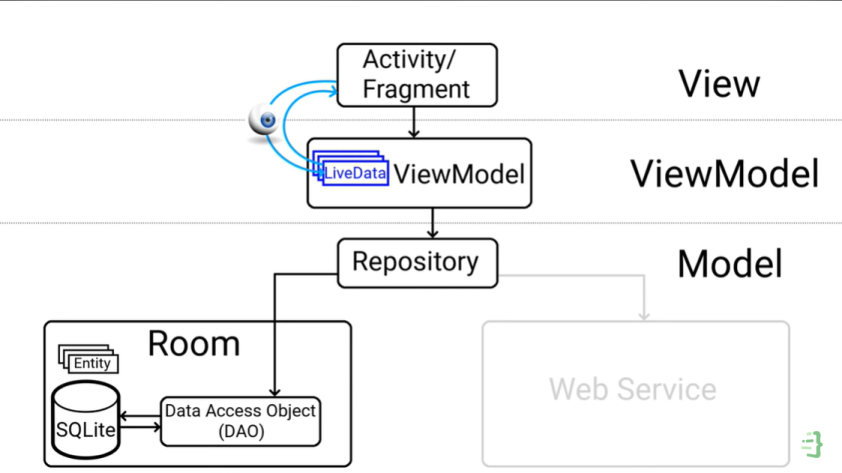 Activity/
Fragment
View
LiveData
ViewModel
ViewModel
Repository
Model
Room
Entity
SQLite
Data Access Object
(DAO)
Web Service